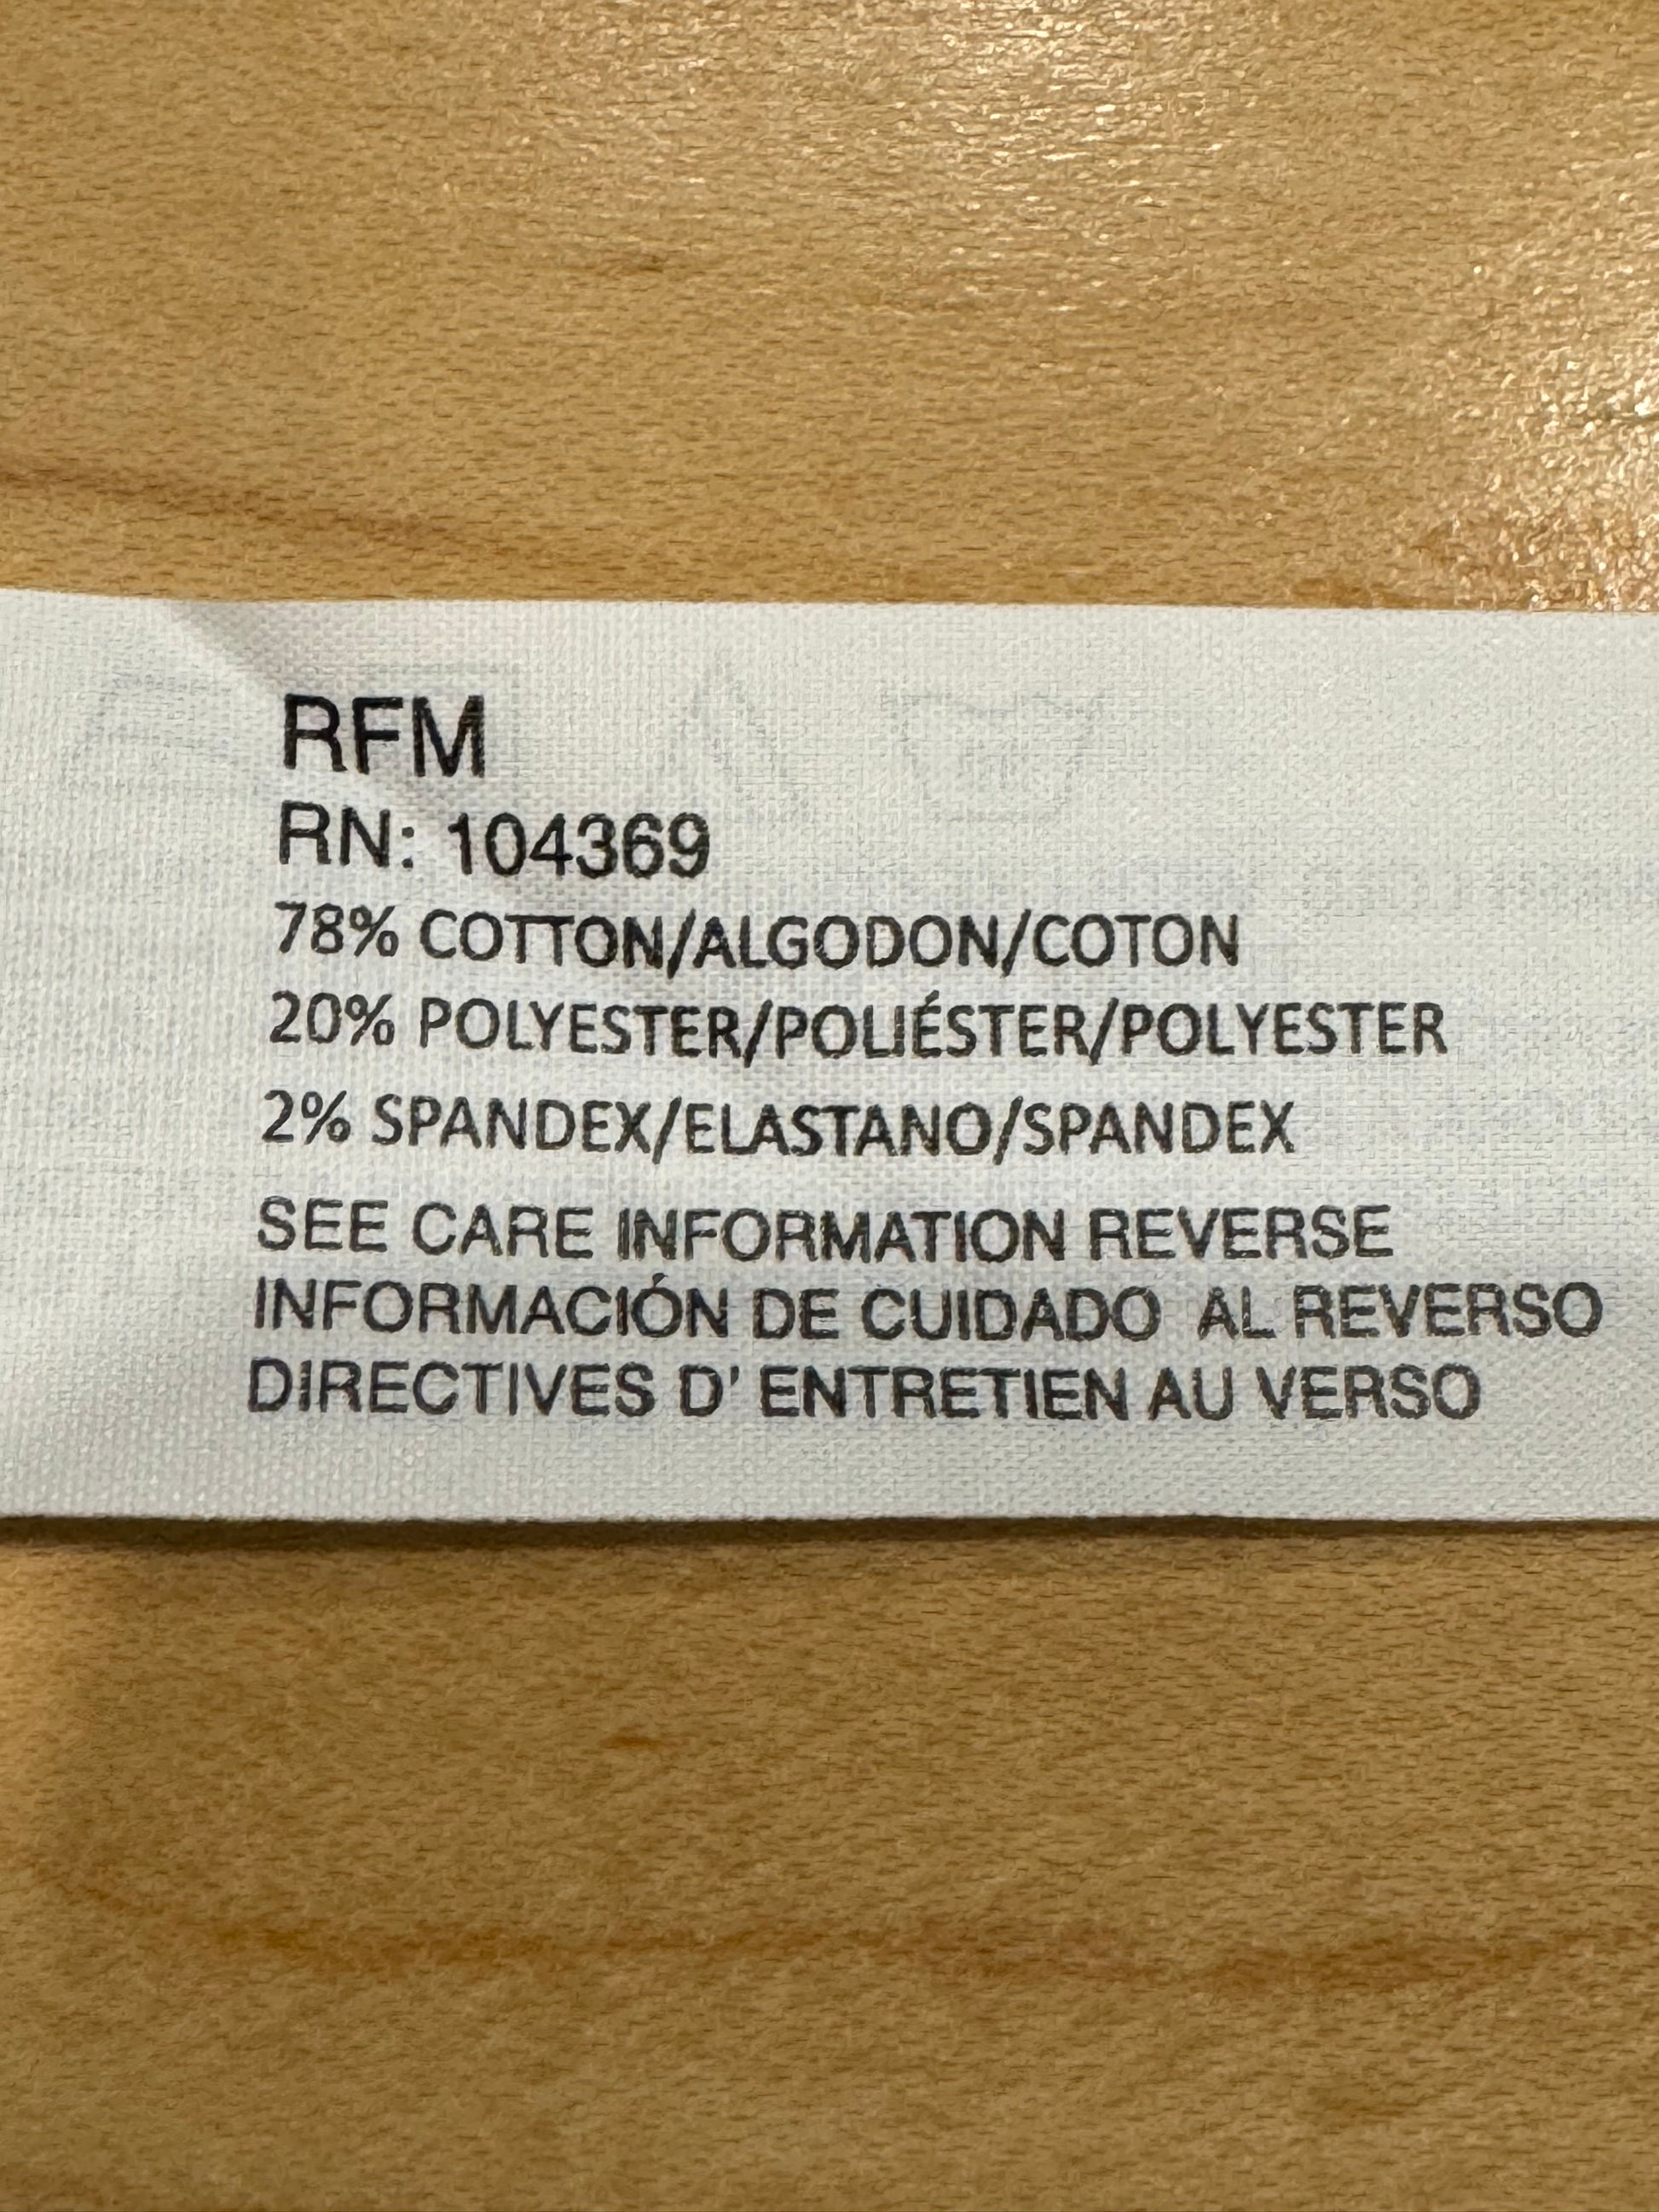 RFM
RN: 104369
78% COTTON/ALGODON/COTON
20% POLYESTER/POLIÉSTER/POLYESTER
2% SPANDEX/ELASTANO/SPANDEX
SEE CARE INFORMATION REVERSE
INFORMACIÓN DE CUIDADO AL REVERSO
DIRECTIVES D' ENTRETIEN AU VERSO